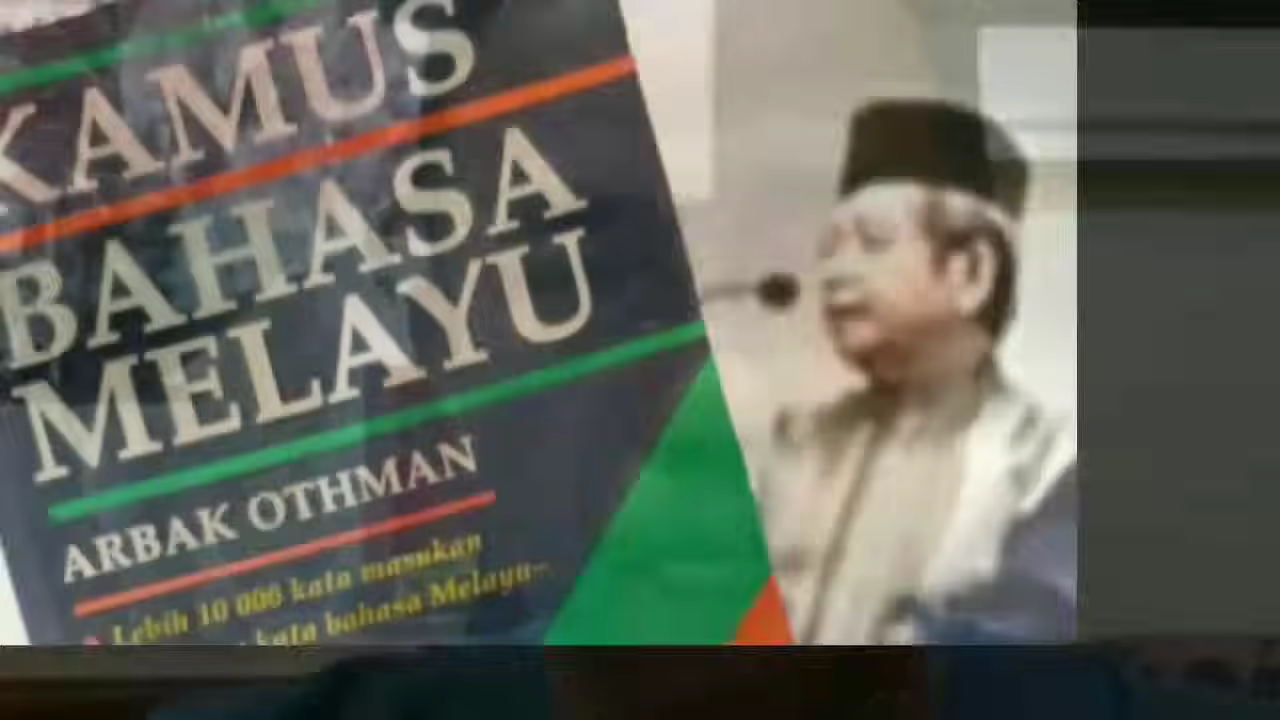 KAMUS
BAHASA
MELAYU
ARBAK OTHMAN
Lebih 10 000 kata masukan
kata bahasa Melayu...